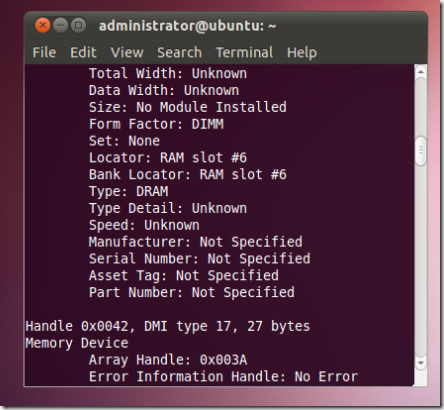 administrator@ubuntu: ~
File Edit View Search Terminal Help
Total Width: Unknown
Data Width: Unknown
Size: No Module Installed
Form Factor: DIMM
Set: None
Locator: RAM slot #6
Bank Locator: RAM slot #6
Type: DRAM
Type Detail: Unknown
Speed: Unknown
Manufacturer: Not Specified
Serial Number: Not Specified
Asset Tag: Not Specified
Part Number: Not Specified
Handle 0x0042, DMI type 17, 27 bytes
Memory Device
Array Handle: 0x003A
Error Information Handle: No Error